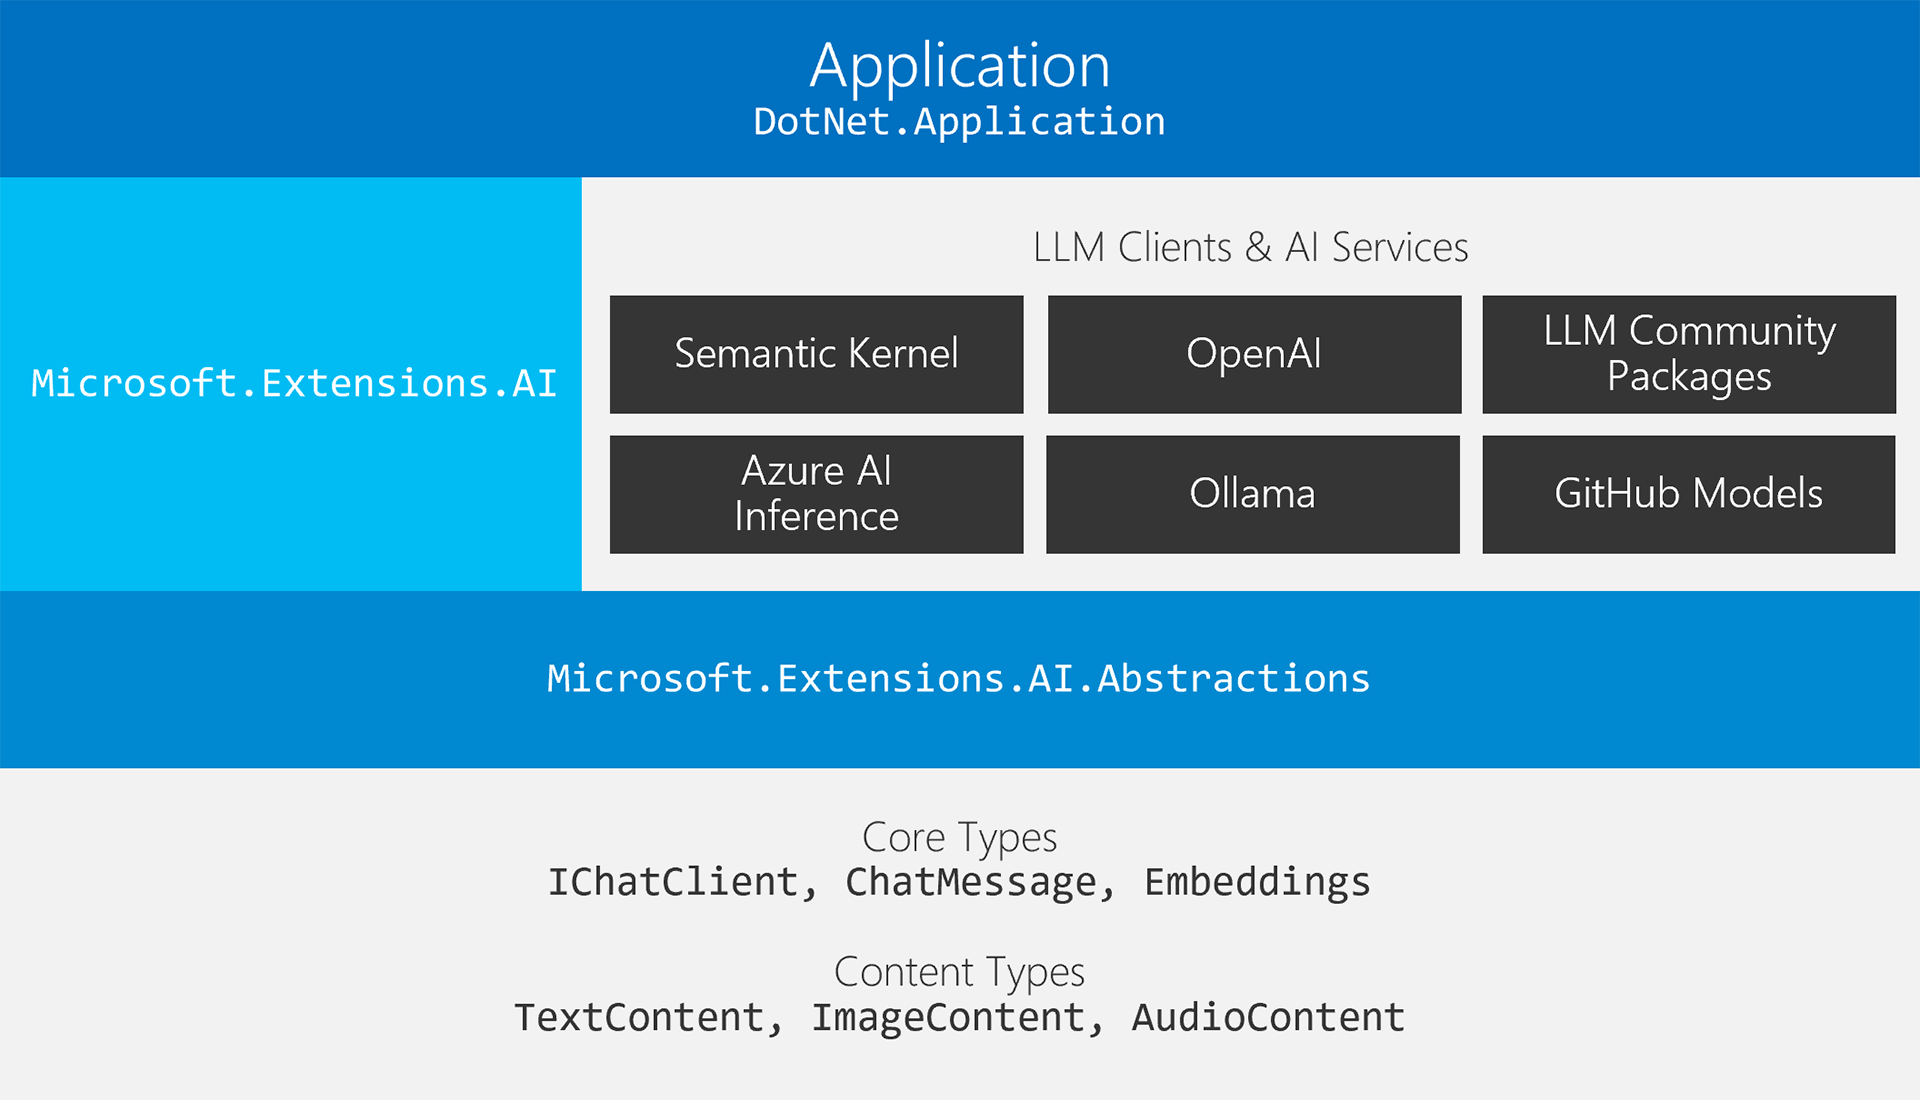 Application
DotNet.Application
Microsoft.Extensions.AI
LLM Clients & AI Services
Semantic Kernel
OpenAI
LLM Community
Packages
Azure AI
Inference
Ollama
GitHub Models
Microsoft.Extensions.AI.Abstractions
Core Types
IChatClient, ChatMessage, Embeddings
Content Types
TextContent, ImageContent, AudioContent